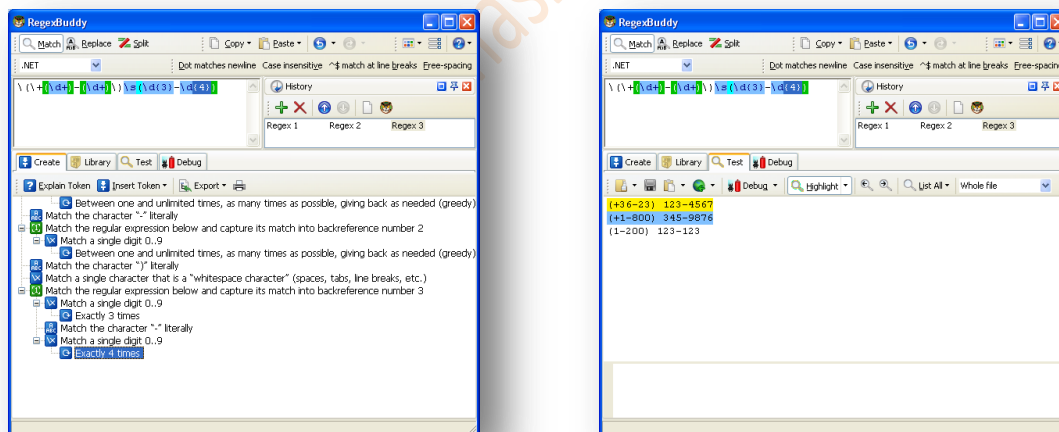 RegexBuddy
Match Replace Split Copy Paste
.NET Dot matches newline Case insensitive ^$ match at line breaks Free-spacing
\(\+(\d+)-(\d+)\)\s(\d{3}-\d{4})
History
Regex 1 Regex 2 Regex 3
Create Library Test Debug
Explain Token Insert Token Export
Between one and unlimited times, as many times as possible, giving back as needed (greedy)
Match the character "-" literally
Match the regular expression below and capture its match into backreference number 2
Match a single digit 0..9
Between one and unlimited times, as many times as possible, giving back as needed (greedy)
Match the character ")" literally
Match a single character that is a "whitespace character" (spaces, tabs, line breaks, etc.)
Match the regular expression below and capture its match into backreference number 3
Match a single digit 0..9
Exactly 3 times
Match the character "-" literally
Match a single digit 0..9
Exactly 4 times
RegexBuddy
Match Replace Split Copy Paste
.NET Dot matches newline Case insensitive ^$ match at line breaks Free-spacing
\(\+(\d+)-(\d+)\)\s(\d{3}-\d{4})
History
Regex 1 Regex 2 Regex 3
Create Library Test Debug
Debug Highlight List All Whole file
(+36-23) 123-4567
(+1-800) 345-9876
(1-200) 123-123